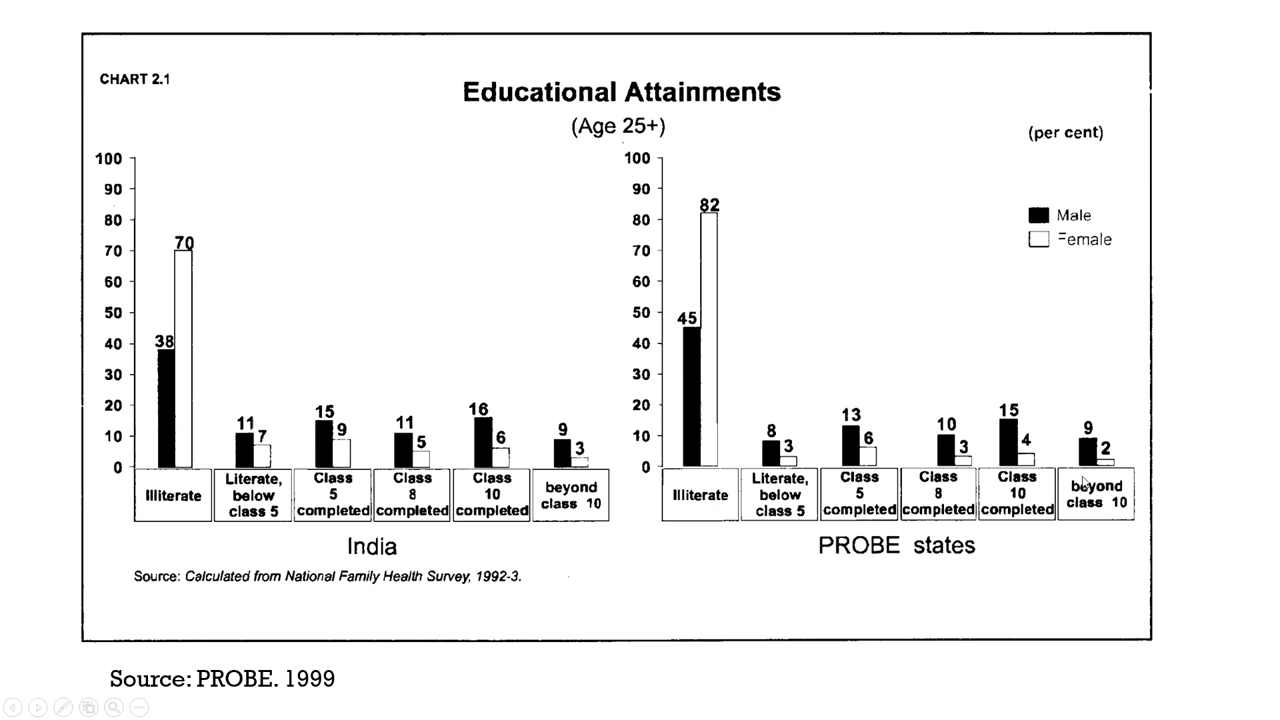 CHART 2.1
Educational Attainments
(Age 25+)
(per cent)
100
90
80
70
60
50
40
30
20
10
0
38
70
11
7
15
9
11
5
16
6
9
3
Illiterate
Literate,
below
class 5
Class
5
completed
Class
8
completed
Class
10
completed
beyond
class 10
India
100
90
80
70
60
50
40
30
20
10
0
45
82
8
3
13
6
10
3
15
4
9
2
Illiterate
Literate,
below
class 5
Class
5
completed
Class
8
completed
Class
10
completed
beyond
class 10
PROBE states
Male
Female
Source: Calculated from National Family Health Survey, 1992-3.
Source: PROBE. 1999